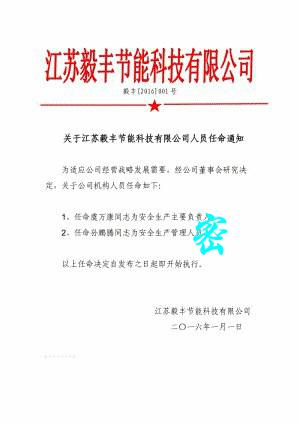 江苏毅丰节能科技有限公司
毅丰[2016]001 号
关于江苏毅丰节能科技有限公司人员任命通知
为适应公司经营战略发展需要，经公司董事会研究决
定，关于公司机构人员任命如下:
1、任命虞万康同志为安全生产主要负责人
2、任命孙鹏腾同志为安全生产管理人员
密
以上任命决定自发布之日起即开始执行。
江苏毅丰节能科技有限公司
二〇一六年一月一日